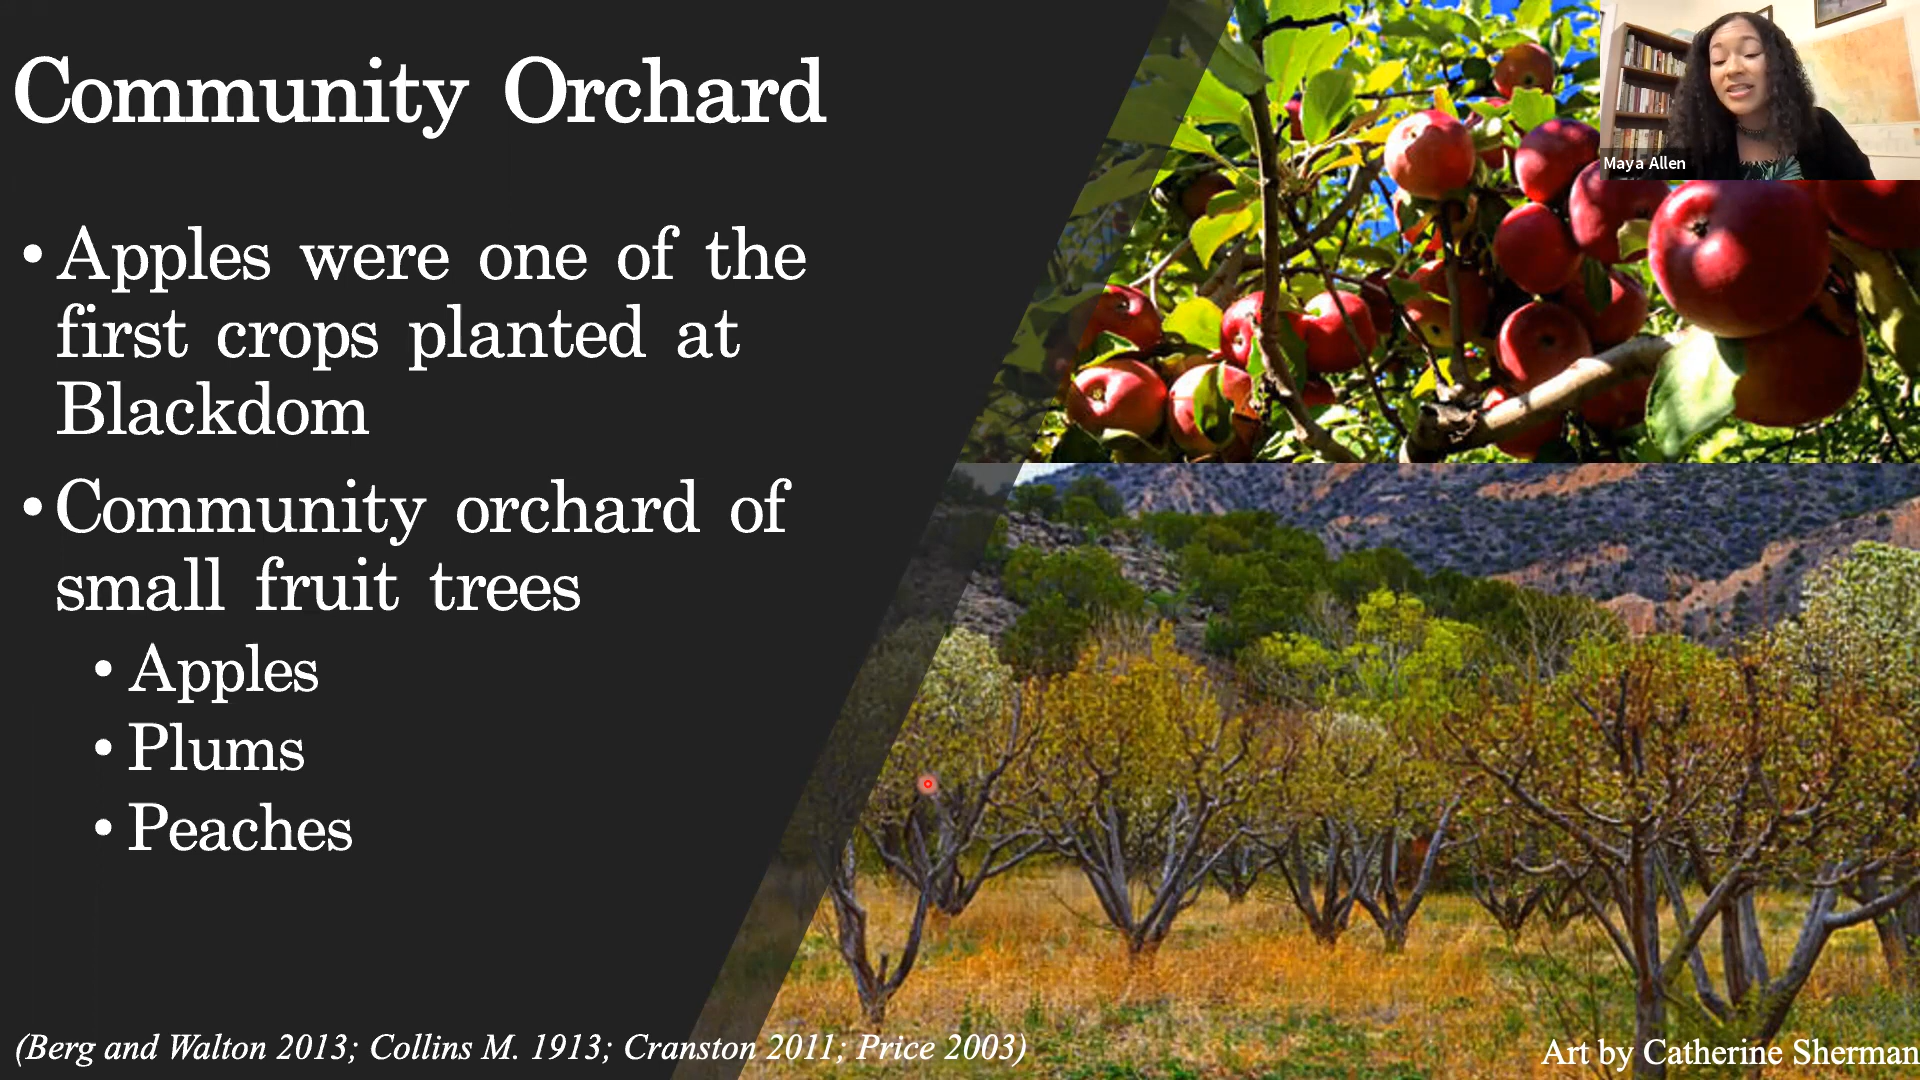 Community Orchard
Maya Allen
• Apples were one of the
first crops planted at
Blackdom
• Community orchard of
small fruit trees
• Apples
• Plums
• Peaches
(Berg and Walton 2013; Collins M. 1913; Cranston 2011; Price 2003)
Art by Catherine Sherman